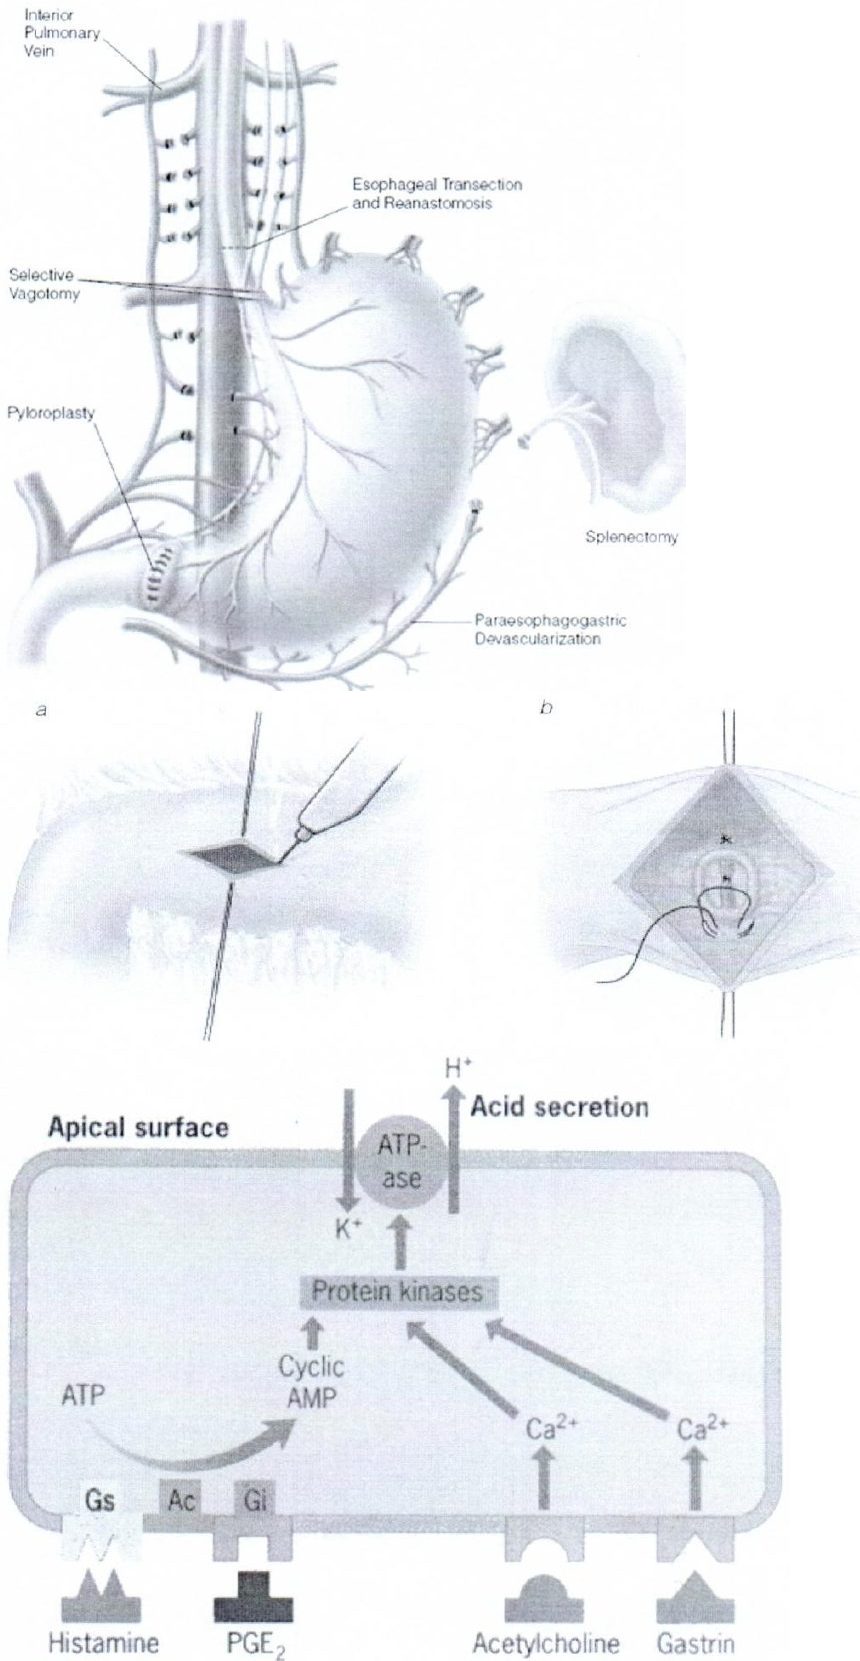 Interior
Pulmonary
Vein
Esophageal Transection
and Reanastomosis
Selective
Vagotomy
Pyloroplasty
Splenectomy
Paraesophagogastric
Devascularization
a
b
H⁺
Acid secretion
Apical surface
ATP-
ase
K⁺
Protein kinases
Cyclic
AMP
ATP
Ca²⁺
Ca²⁺
Gs
Ac
Gi
Histamine
PGE₂
Acetylcholine
Gastrin